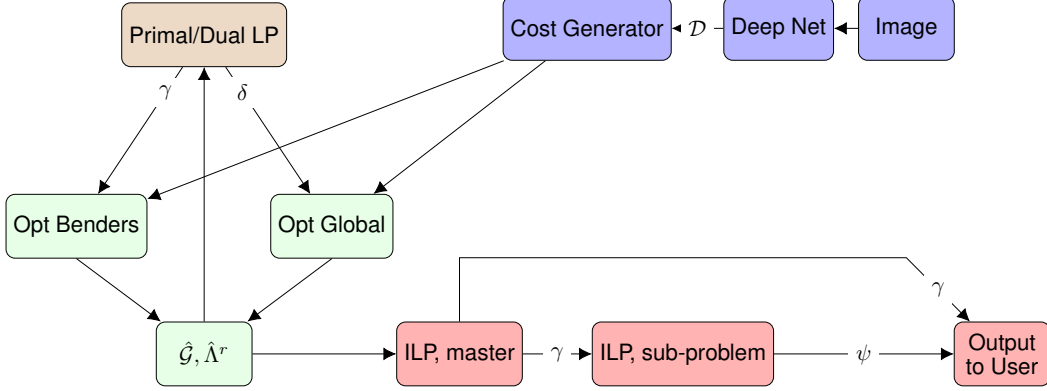 Primal/Dual LP
Cost Generator
𝒟
Deep Net
Image
γ
δ
Opt Benders
Opt Global
γ
𝒢̂, Λ̂ʳ
ILP, master
γ
ILP, sub-problem
ψ
Output
to User